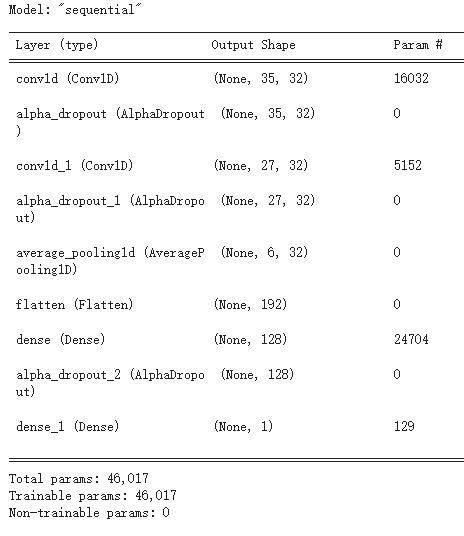 Model: "sequential"
Layer (type) Output Shape Param #
conv1d (Conv1D) (None, 35, 32) 16032
alpha_dropout (AlphaDropout (None, 35, 32) 0
)
conv1d_1 (Conv1D) (None, 27, 32) 5152
alpha_dropout_1 (AlphaDropo (None, 27, 32) 0
ut)
average_pooling1d (AverageP (None, 6, 32) 0
ooling1D)
flatten (Flatten) (None, 192) 0
dense (Dense) (None, 128) 24704
alpha_dropout_2 (AlphaDropo (None, 128) 0
ut)
dense_1 (Dense) (None, 1) 129
Total params: 46,017
Trainable params: 46,017
Non-trainable params: 0